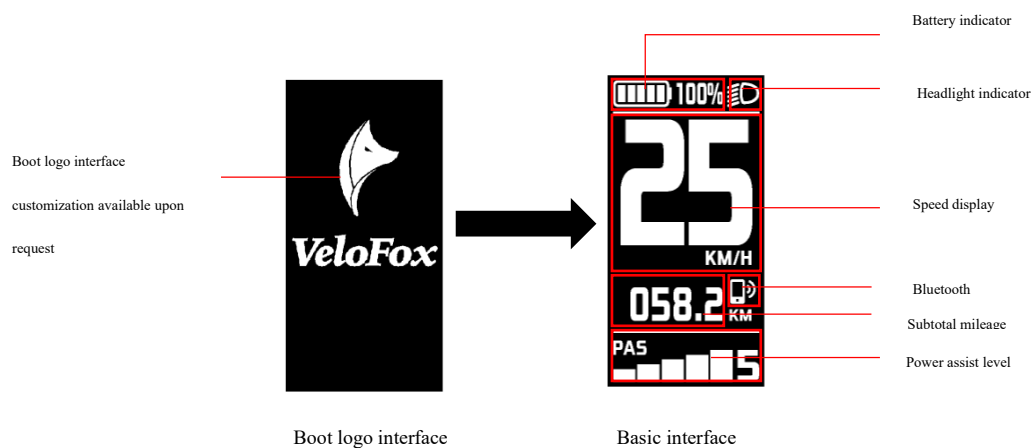 Battery indicator
100%
Headlight indicator
25
Boot logo interface
customization available upon
request
Speed display
VeloFox
KM/H
Bluetooth
058.2
KM
Subtotal mileage
PAS
5
Power assist level
Boot logo interface
Basic interface